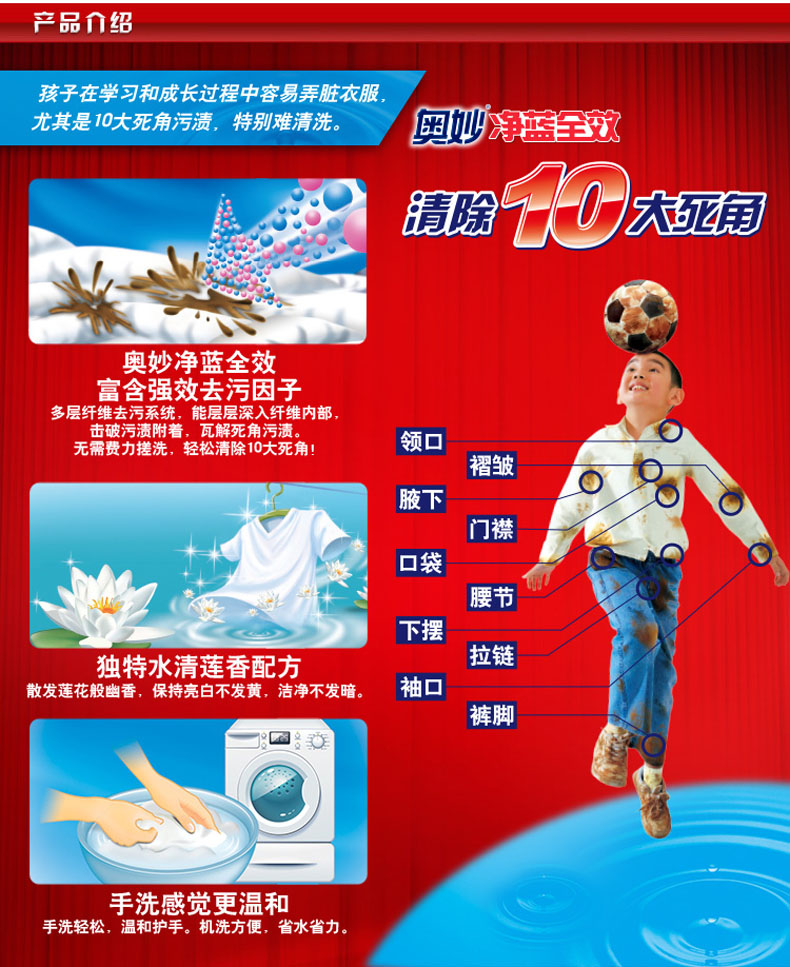 产品介绍
孩子在学习和成长过程中容易弄脏衣服,
尤其是10大死角污渍，特别难清洗。
奥妙®净蓝全效
清除10大死角
奥妙净蓝全效
富含强效去污因子
多层纤维去污系统，能层层深入纤维内部，
击破污渍附着，瓦解死角污渍。
无需费力搓洗，轻松清除10大死角！
独特水清莲香配方
散发莲花般幽香，保持亮白不发黄，洁净不发暗。
手洗感觉更温和
手洗轻松，温和护手。机洗方便，省水省力。
领口
褶皱
腋下
门襟
口袋
腰节
下摆
拉链
袖口
裤脚